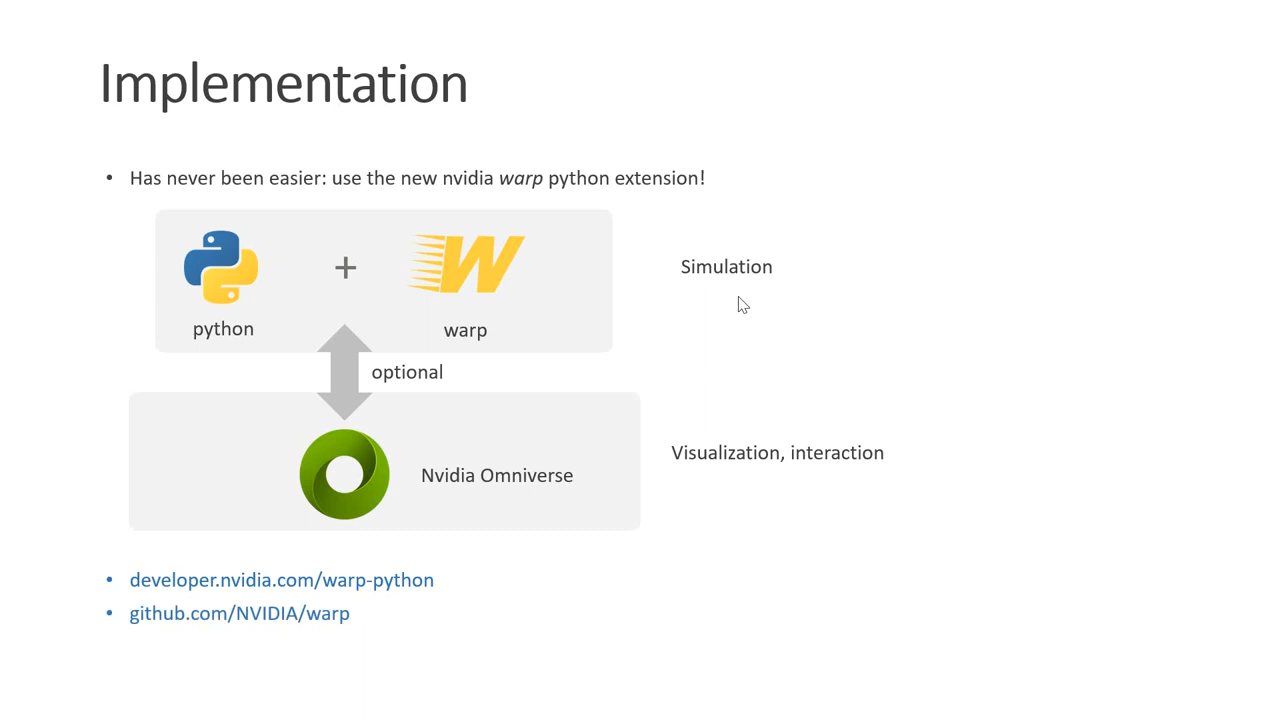 Implementation
• Has never been easier: use the new nvidia warp python extension!
+
W
Simulation
python
warp
optional
Nvidia Omniverse
Visualization, interaction
• developer.nvidia.com/warp-python
• github.com/NVIDIA/warp